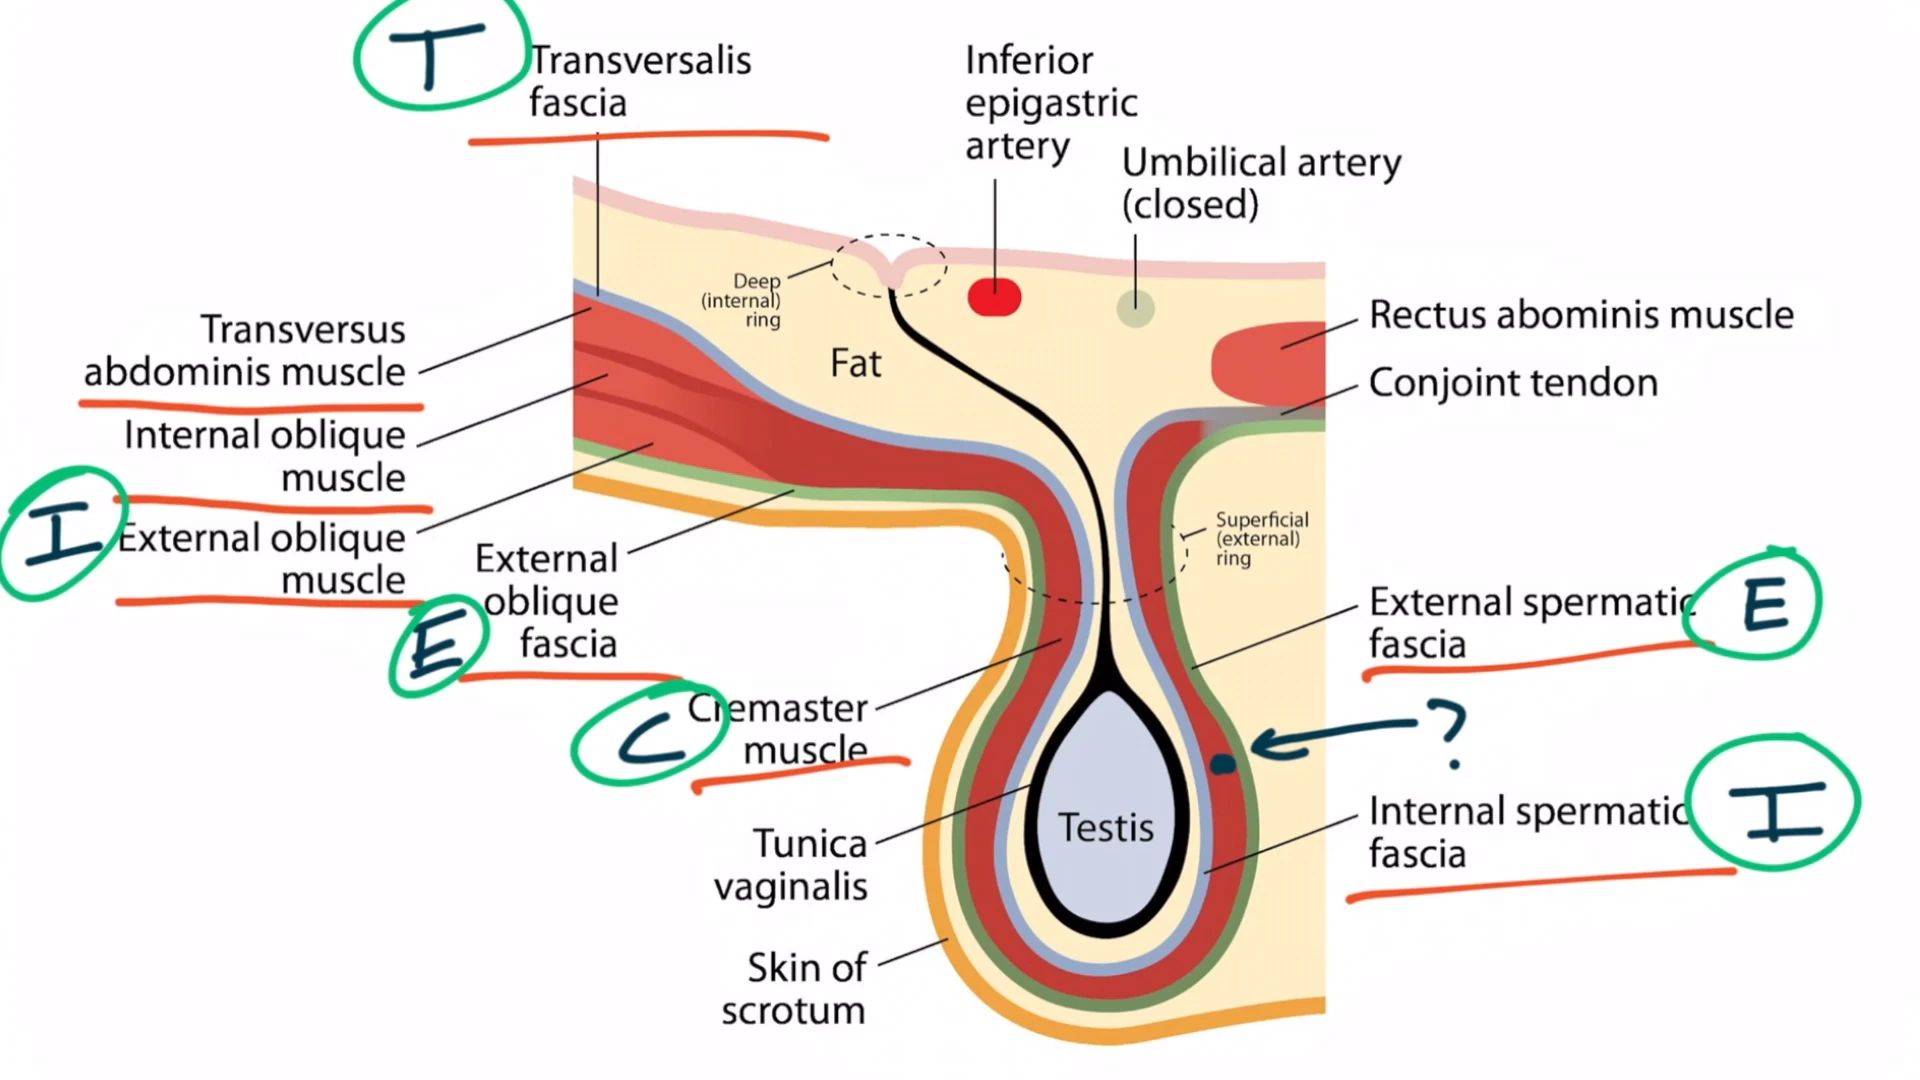 T
Transversalis
fascia
Inferior
epigastric
artery
Umbilical artery
(closed)
Deep
(internal)
ring
Fat
Transversus
abdominis muscle
Internal oblique
muscle
I
External oblique
muscle
External
oblique
fascia
E
C
Cremaster
muscle
Tunica
vaginalis
Skin of
scrotum
Testis
Rectus abominis muscle
Conjoint tendon
Superficial
(external)
ring
External spermatic
fascia
E
?
Internal spermatic
fascia
I